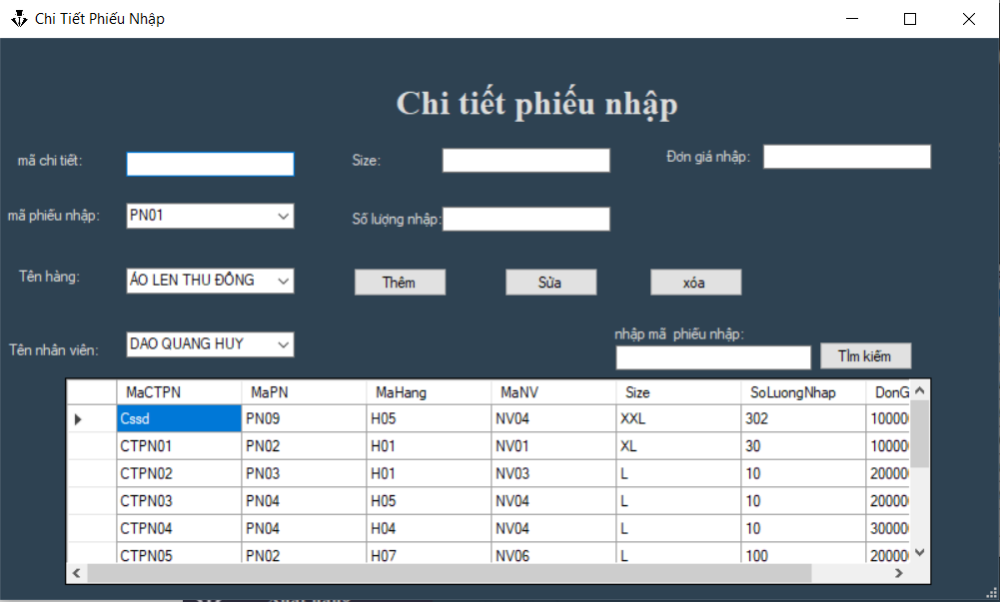 Chi Tiết Phiếu Nhập
Chi tiết phiếu nhập
mã chi tiết: Size: Đơn giá nhập:
mã phiếu nhập: PN01 Số lượng nhập:
Tên hàng: ÁO LEN THU ĐÔNG Thêm Sửa xóa
Tên nhân viên: DAO QUANG HUY nhập mã phiếu nhập:
TÌm kiếm
MaCTPN MaPN MaHang MaNV Size SoLuongNhap DonG
Cssd PN09 H05 NV04 XXL 302 10000
CTPN01 PN02 H01 NV01 XL 30 10000
CTPN02 PN03 H01 NV03 L 10 20000
CTPN03 PN04 H05 NV04 L 10 20000
CTPN04 PN04 H04 NV04 L 10 30000
CTPN05 PN02 H07 NV06 L 100 20000